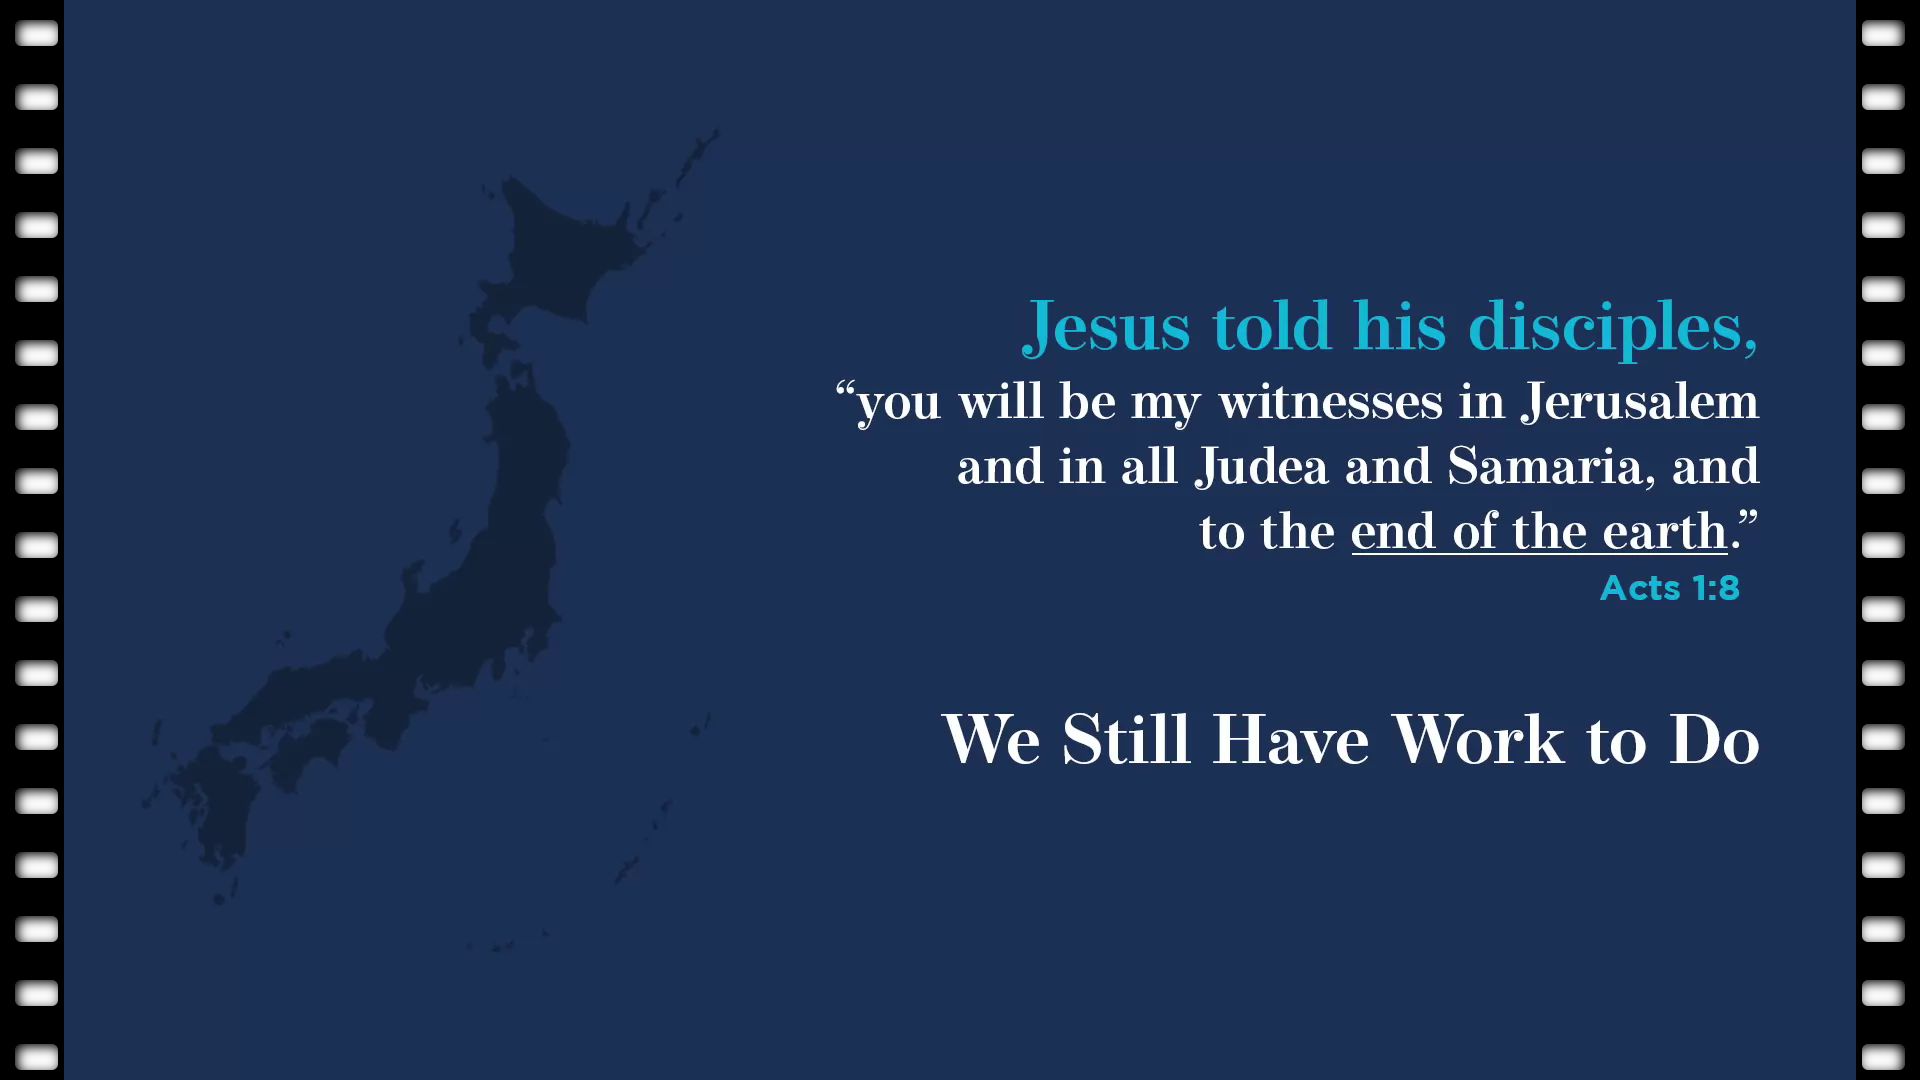 Jesus told his disciples,
“you will be my witnesses in Jerusalem
and in all Judea and Samaria, and
to the end of the earth.”
Acts 1:8
We Still Have Work to Do